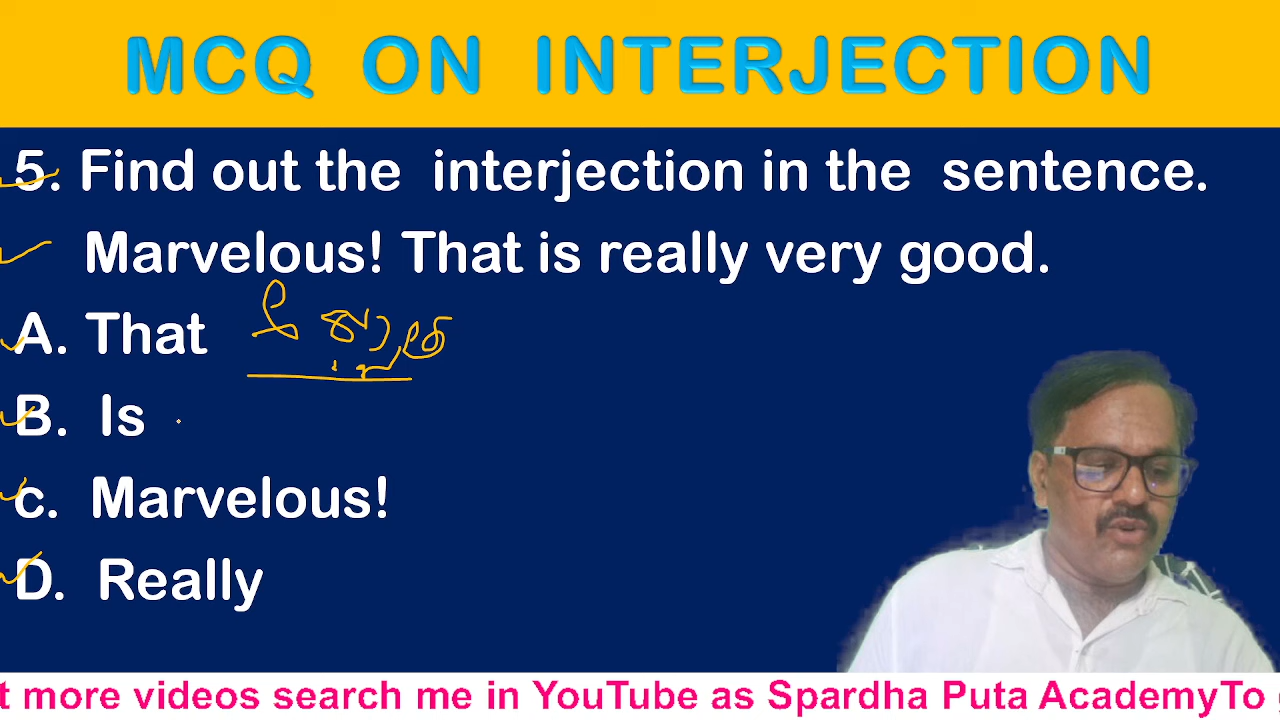 MCQ ON INTERJECTION
5. Find out the interjection in the sentence.
Marvelous! That is really very good.
A. That
B. Is
c. Marvelous!
D. Really
t more videos search me in YouTube as Spardha Puta AcademyTo